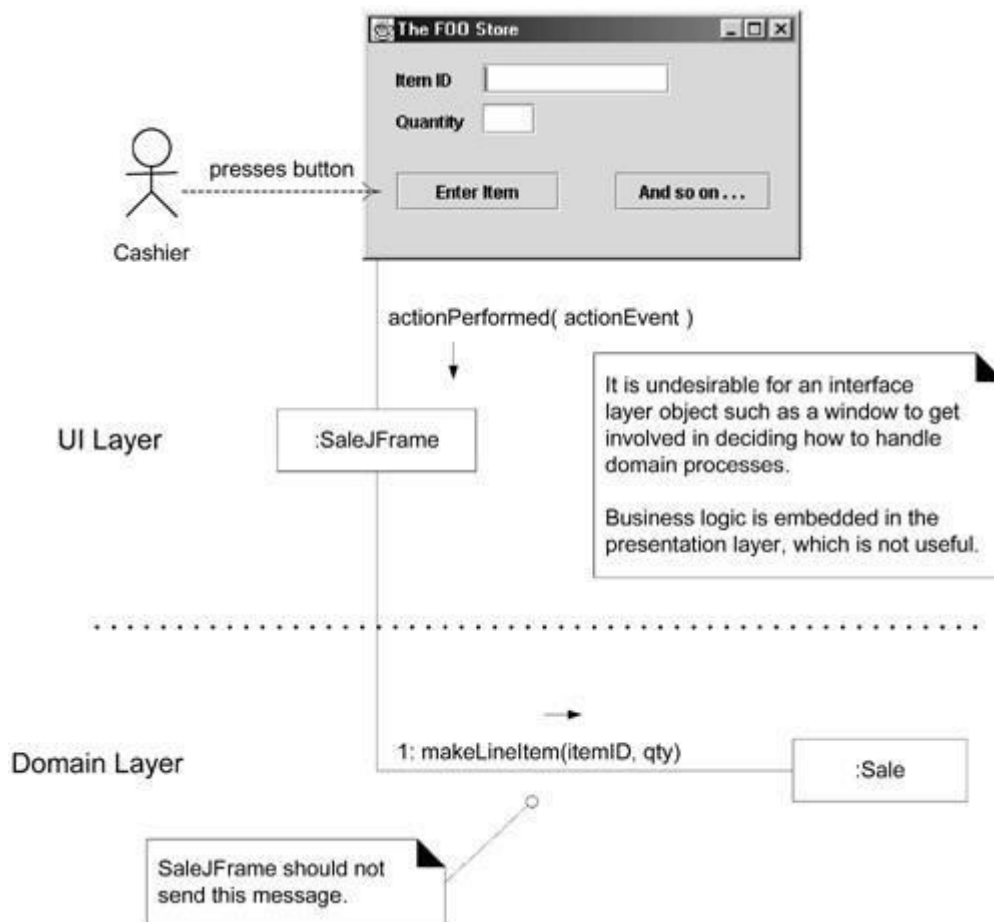 The FOO Store
Item ID
Quantity
presses button
Enter Item
And so on . . .
Cashier
actionPerformed( actionEvent )
It is undesirable for an interface
layer object such as a window to get
involved in deciding how to handle
domain processes.
Business logic is embedded in the
presentation layer, which is not useful.
UI Layer
:SaleJFrame
1: makeLineItem(itemID, qty)
Domain Layer
:Sale
SaleJFrame should not
send this message.